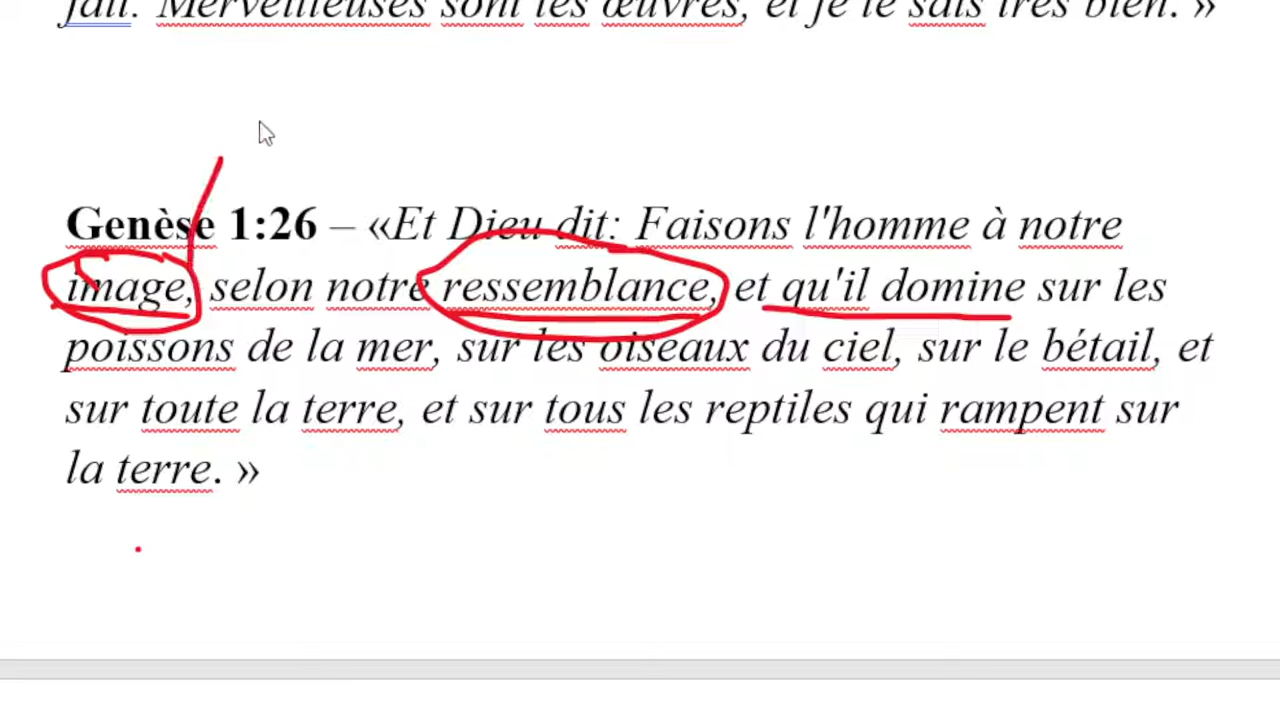 fait. Merveilleuses sont tes œuvres, et je le sais très bien. »
Genèse 1:26 – «Et Dieu dit: Faisons l'homme à notre
image, selon notre ressemblance, et qu'il domine sur les
poissons de la mer, sur les oiseaux du ciel, sur le bétail, et
sur toute la terre, et sur tous les reptiles qui rampent sur
la terre. »